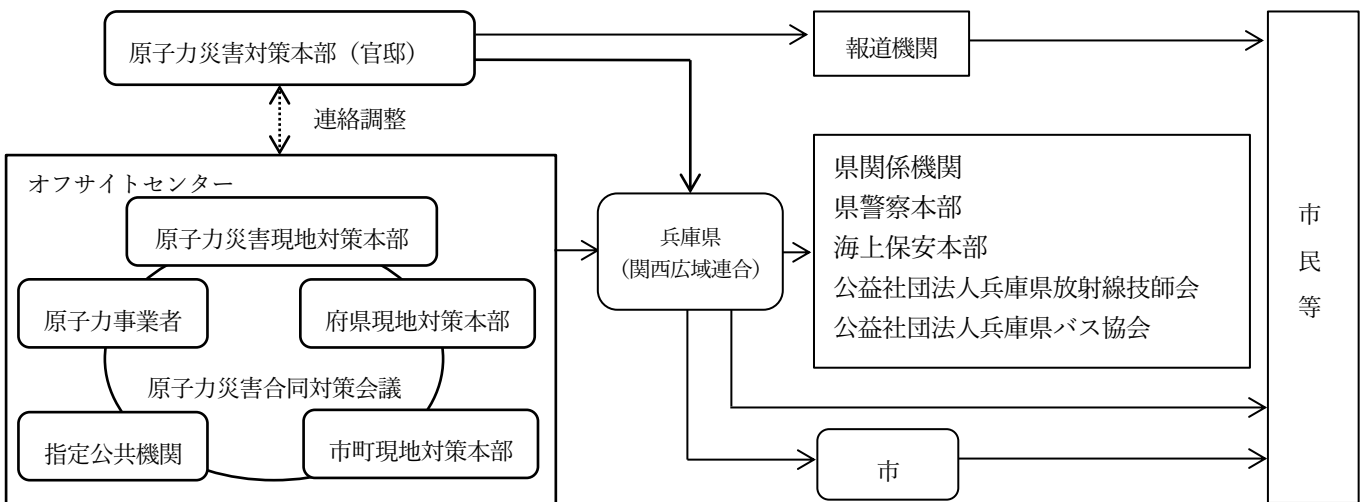 原子力災害対策本部（官邸）
報道機関
連絡調整
オフサイトセンター
原子力災害現地対策本部
原子力事業者
府県現地対策本部
原子力災害合同対策会議
指定公共機関
市町現地対策本部
兵庫県
（関西広域連合）
県関係機関
県警察本部
海上保安本部
公益社団法人兵庫県放射線技師会
公益社団法人兵庫県バス協会
市
市民等